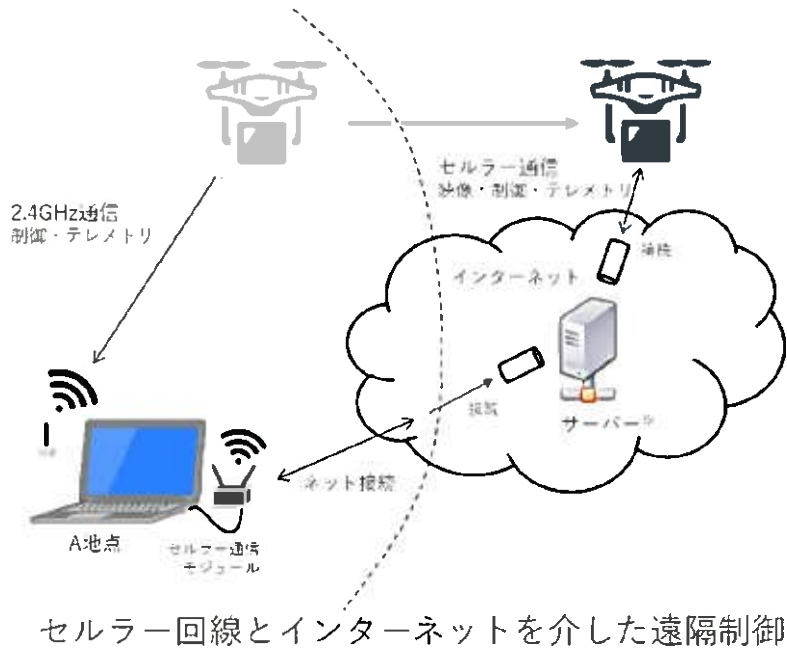 セルラー通信
映像・制御・テレメトリ
2.4GHz通信
制御・テレメトリ
接続
インターネット
接続
サーバー
ネット接続
A地点
セルラー通信
モジュール
セルラー回線とインターネットを介した遠隔制御